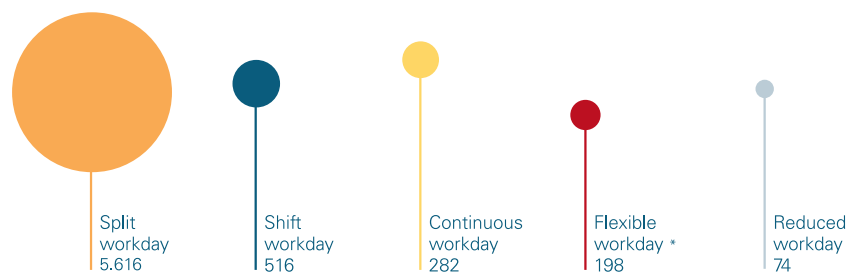 Split
workday
5.616
Shift
workday
516
Continuous
workday
282
Flexible
workday *
198
Reduced
workday
74